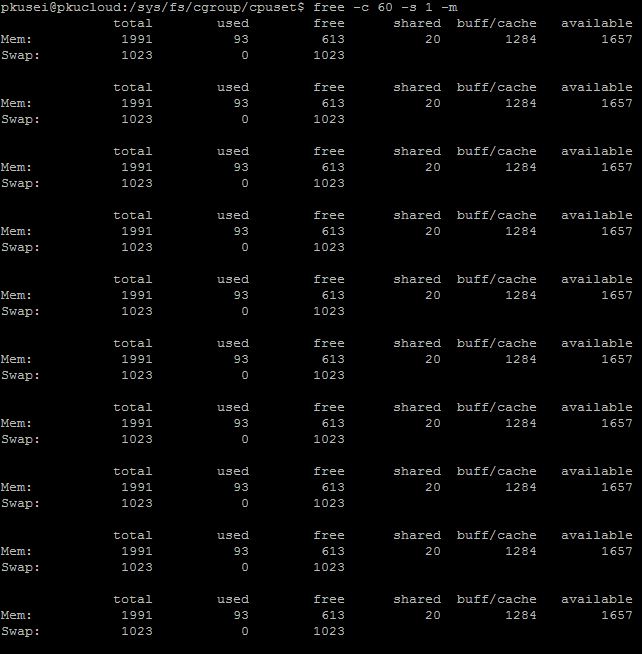 pkusei@pkucloud:/sys/fs/cgroup/cpuset$ free -c 60 -s 1 -m
              total        used        free      shared  buff/cache   available
Mem:           1991          93         613          20        1284        1657
Swap:          1023           0        1023

              total        used        free      shared  buff/cache   available
Mem:           1991          93         613          20        1284        1657
Swap:          1023           0        1023

              total        used        free      shared  buff/cache   available
Mem:           1991          93         613          20        1284        1657
Swap:          1023           0        1023

              total        used        free      shared  buff/cache   available
Mem:           1991          93         613          20        1284        1657
Swap:          1023           0        1023

              total        used        free      shared  buff/cache   available
Mem:           1991          93         613          20        1284        1657
Swap:          1023           0        1023

              total        used        free      shared  buff/cache   available
Mem:           1991          93         613          20        1284        1657
Swap:          1023           0        1023

              total        used        free      shared  buff/cache   available
Mem:           1991          93         613          20        1284        1657
Swap:          1023           0        1023

              total        used        free      shared  buff/cache   available
Mem:           1991          93         613          20        1284        1657
Swap:          1023           0        1023

              total        used        free      shared  buff/cache   available
Mem:           1991          93         613          20        1284        1657
Swap:          1023           0        1023

              total        used        free      shared  buff/cache   available
Mem:           1991          93         613          20        1284        1657
Swap:          1023           0        1023